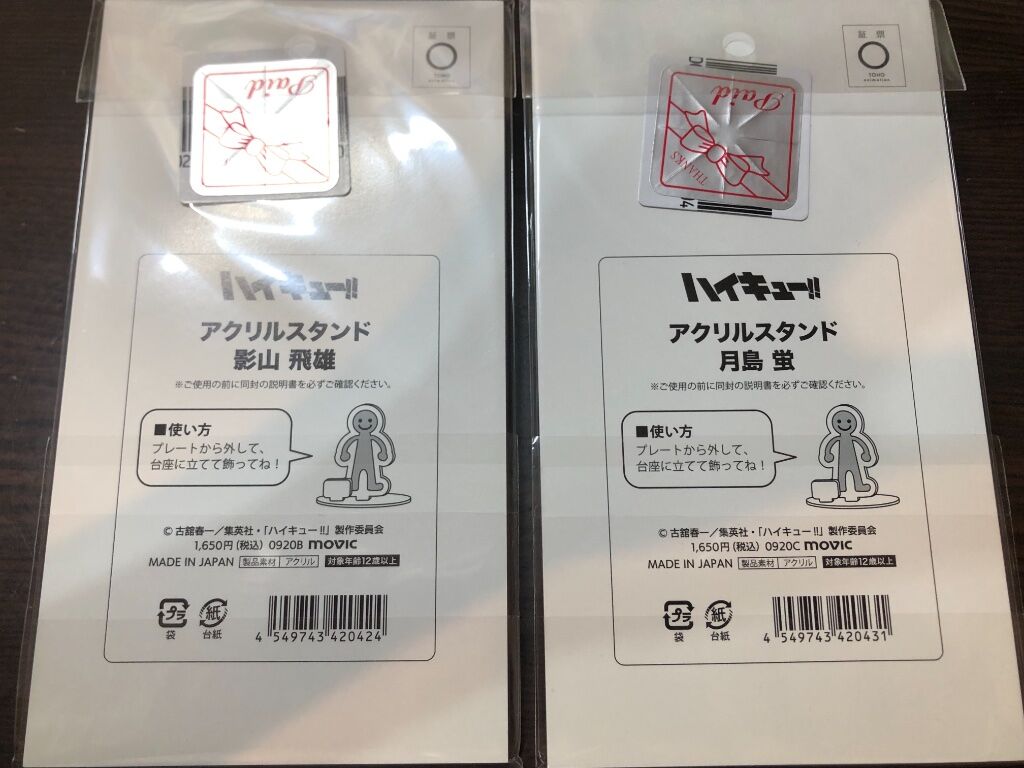 Paid
証票
TOHO
animation
ハイキュー!!
アクリルスタンド
影山 飛雄
※ご使用の前に同封の説明書を必ずご確認ください。
■使い方
プレートから外して、
台座に立てて飾ってね！
© 古舘春一／集英社・「ハイキュー!!」製作委員会
1,650円（税込） 0920B movic
MADE IN JAPAN 製品素材 アクリル 対象年齢12歳以上
プラ
袋
紙
台紙
4 549743 420424
Paid
THANKS
証票
TOHO
animation
ハイキュー!!
アクリルスタンド
月島 蛍
※ご使用の前に同封の説明書を必ずご確認ください。
■使い方
プレートから外して、
台座に立てて飾ってね！
© 古舘春一／集英社・「ハイキュー!!」製作委員会
1,650円（税込） 0920C movic
MADE IN JAPAN 製品素材 アクリル 対象年齢12歳以上
プラ
袋
紙
台紙
4 549743 420431